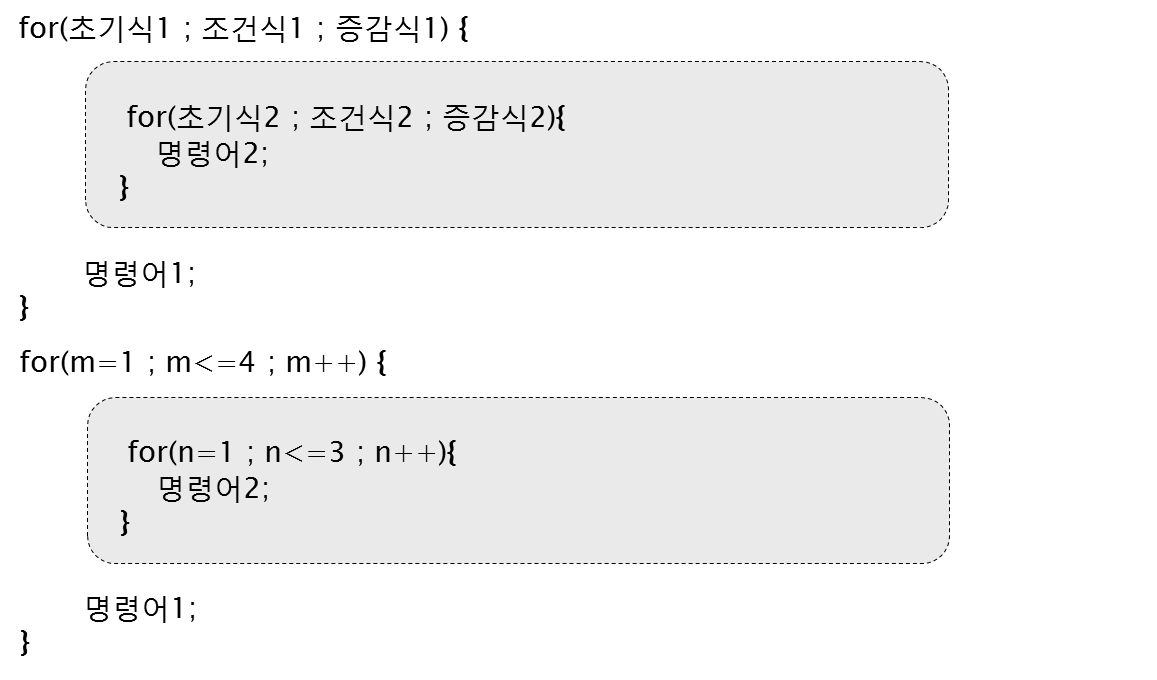 for(초기식1 ; 조건식1 ; 증감식1) {
for(초기식2 ; 조건식2 ; 증감식2){
명령어2;
}
명령어1;
}
for(m=1 ; m<=4 ; m++) {
for(n=1 ; n<=3 ; n++){
명령어2;
}
명령어1;
}